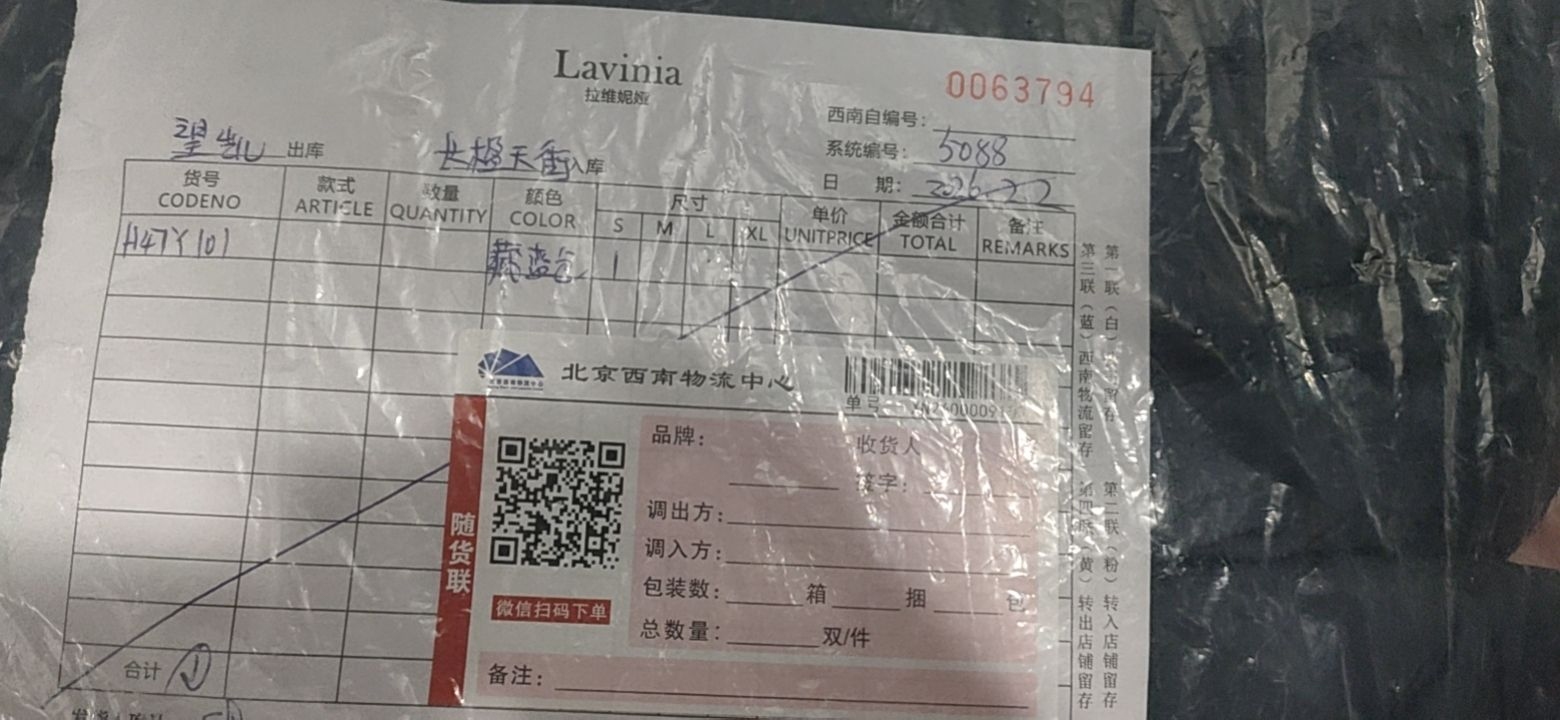 Lavinia
拉维妮娅
0063794
西南自编号：
系统编号： 5088
日 期： 2026.2.2
望凯 出库 长楹天街 入库
货号 款式 数量 颜色 尺寸 单价 金额合计 备注
CODENO ARTICLE QUANTITY COLOR S M L XL UNITPRICE TOTAL REMARKS
H47Y101 藏蓝色 1
第一联（白）
第三联（蓝）西南物流留存
第二联（粉）转入店铺留存
第四联（黄）转出店铺留存
北京西南物流中心
单号
随货联
微信扫码下单
品牌： 收货人
签字：
调出方：
调入方：
包装数： 箱 捆 包
总数量： 双/件
备注：
合计 ①